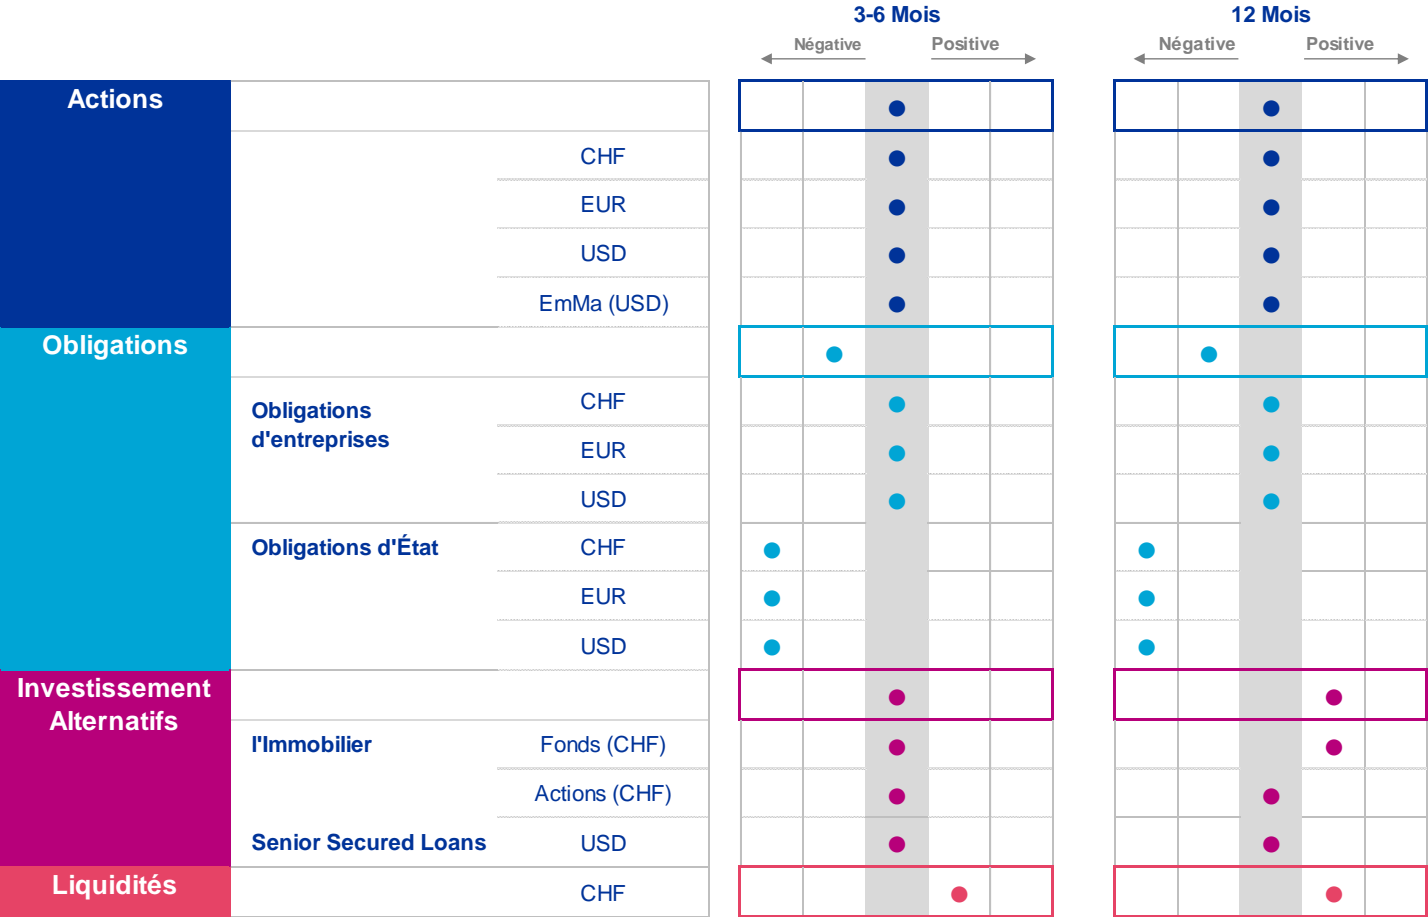 3-6 Mois
12 Mois
Négative
Positive
Négative
Positive
Actions
CHF
EUR
USD
EmMa (USD)
Obligations
Obligations
d'entreprises
CHF
EUR
USD
Obligations d'État
CHF
EUR
USD
Investissement
Alternatifs
l'Immobilier
Fonds (CHF)
Actions (CHF)
Senior Secured Loans
USD
Liquidités
CHF